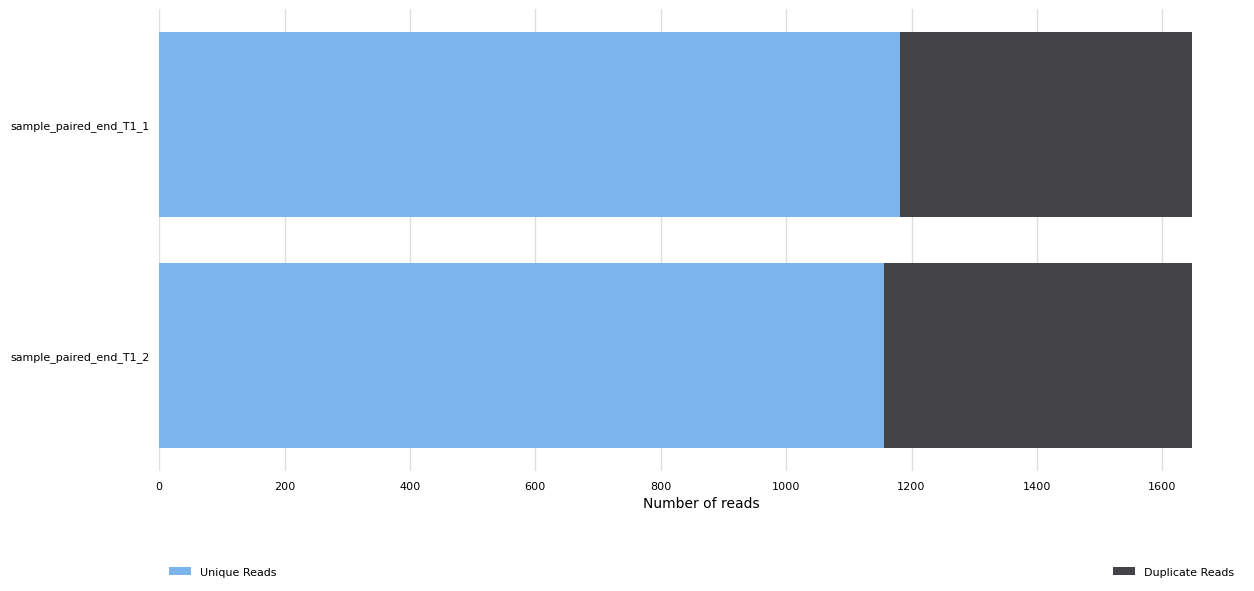 sample_paired_end_T1_1
sample_paired_end_T1_2
0 200 400 600 800 1000 1200 1400 1600
Number of reads
Unique Reads Duplicate Reads